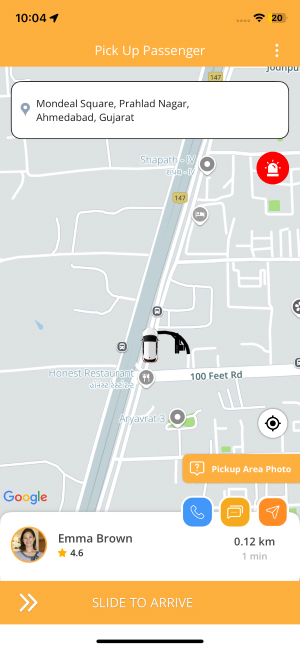 10:04
20
Pick Up Passenger
147
Mondeal Square, Prahlad Nagar,
Ahmedabad, Gujarat
Shapath - IV
147
Honest Restaurant
100 Feet Rd
Aryavrat 3
Pickup Area Photo
Google
Emma Brown
4.6
0.12 km
1 min
SLIDE TO ARRIVE